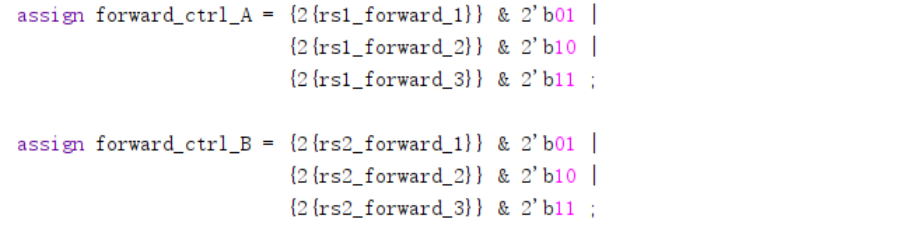 assign forward_ctrl_A = {2{rs1_forward_1}} & 2'b01 |
{2{rs1_forward_2}} & 2'b10 |
{2{rs1_forward_3}} & 2'b11 ;
assign forward_ctrl_B = {2{rs2_forward_1}} & 2'b01 |
{2{rs2_forward_2}} & 2'b10 |
{2{rs2_forward_3}} & 2'b11 ;